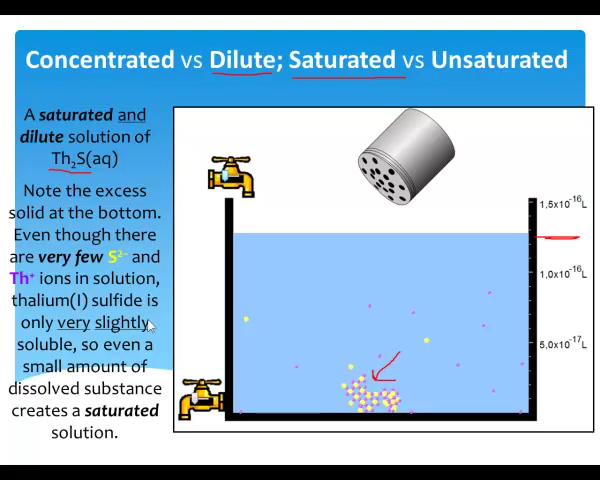 Concentrated vs Dilute; Saturated vs Unsaturated
A saturated and
dilute solution of
Th₂S(aq)
Note the excess
solid at the bottom.
Even though there
are very few S²⁻ and
Th⁺ ions in solution,
thalium(I) sulfide is
only very slightly
soluble, so even a
small amount of
dissolved substance
creates a saturated
solution.
1,5x10⁻¹⁶L
1,0x10⁻¹⁶L
5,0x10⁻¹⁷L